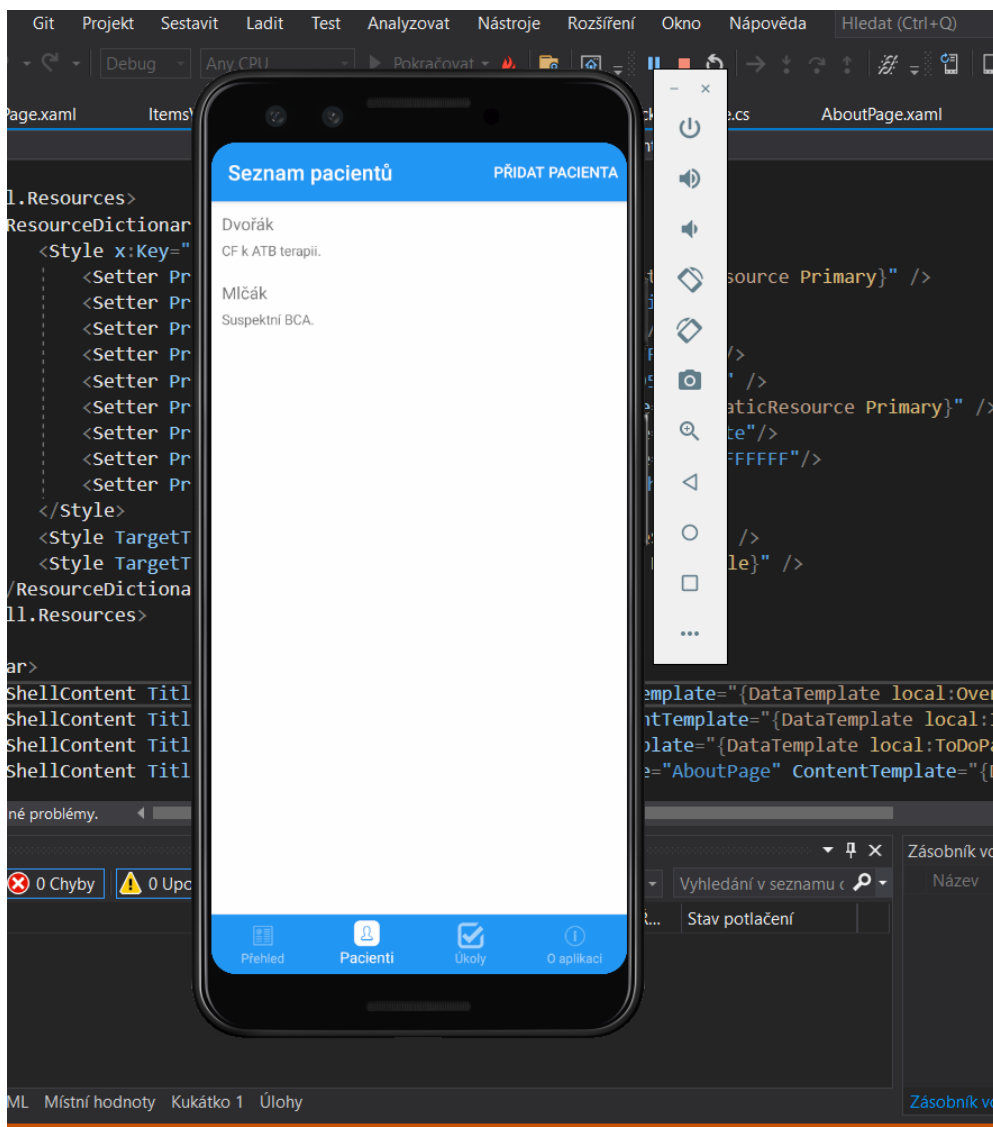 Git Projekt Sestavit Ladit Test Analyzovat Nástroje Rozšíření Okno Nápověda Hledat (Ctrl+Q)
Debug Any CPU Pokračovat
Page.xaml e.cs AboutPage.xaml
Seznam pacientů PŘIDAT PACIENTA
Dvořák
CF k ATB terapii.
Mlčák
Suspektní BCA.
Přehled Pacienti Úkoly O aplikaci
l.Resources>
ResourceDictionar
<Style x:Key="
<Setter Pr source Primary}" />
<Setter Pr
<Setter Pr
<Setter Pr />
<Setter Pr " />
<Setter Pr aticResource Primary}" />
<Setter Pr te"/>
<Setter Pr FFFFFF"/>
<Setter Pr
</Style>
<Style TargetT />
<Style TargetT le}" />
/ResourceDictiona
ll.Resources>
ar>
ShellContent Titl emplate="{DataTemplate local:Over
ShellContent Titl ntTemplate="{DataTemplate local:
ShellContent Titl plate="{DataTemplate local:ToDoPa
ShellContent Titl e="AboutPage" ContentTemplate="{
né problémy.
Zásobník vo
0 Chyby 0 Upo Vyhledání v seznamu c Název
Stav potlačení
ML Místní hodnoty Kukátko 1 Úlohy Zásobník vo